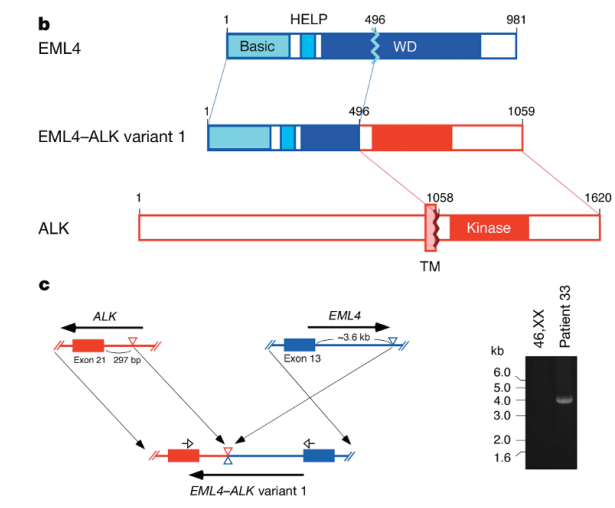 b
HELP
1 496 981
EML4 Basic WD
1 496 1059
EML4–ALK variant 1
1 1058 1620
ALK Kinase
TM
c
ALK
Exon 21 297 bp
EML4
~3.6 kb
Exon 13
EML4–ALK variant 1
46,XX
Patient 33
kb
6.0
5.0
4.0
3.0
2.0
1.6